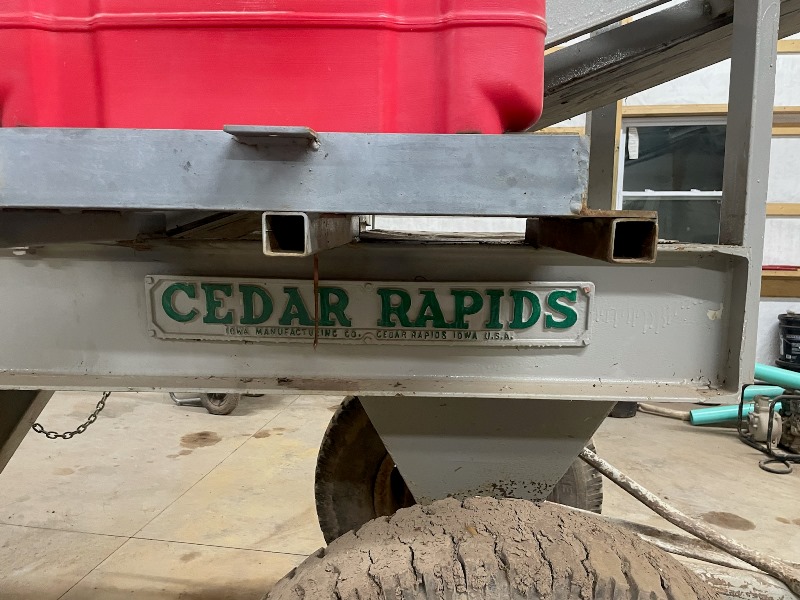 CEDAR RAPIDS
IOWA MANUFACTURING CO. CEDAR RAPIDS IOWA U.S.A.